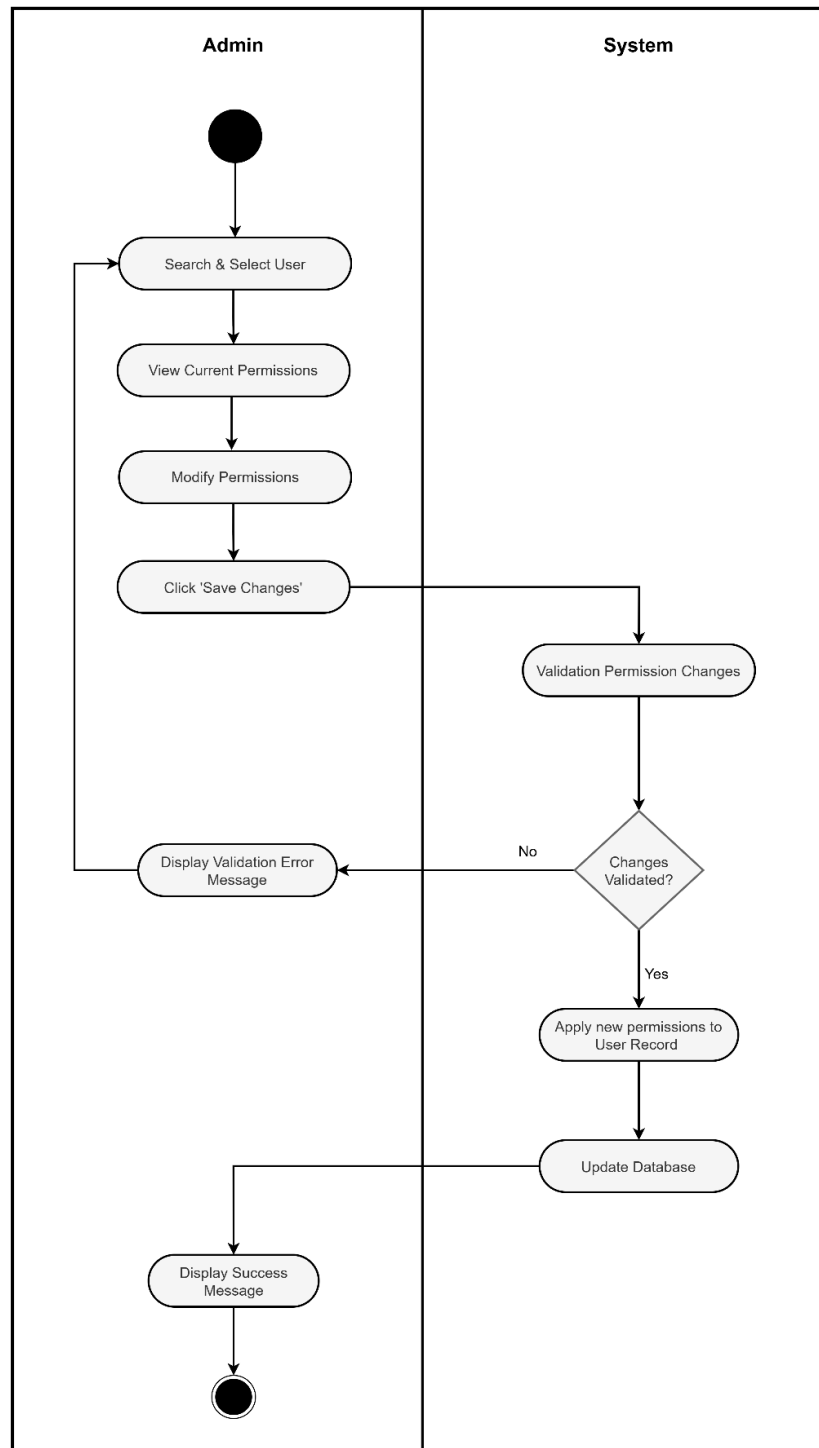 Admin
System
Search & Select User
View Current Permissions
Modify Permissions
Click 'Save Changes'
Validation Permission Changes
Changes
Validated?
No
Display Validation Error
Message
Yes
Apply new permissions to
User Record
Update Database
Display Success
Message